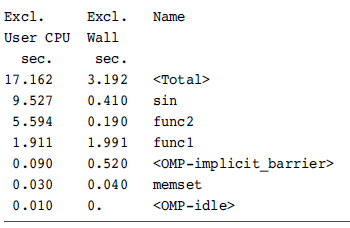 Excl. Excl. Name
User CPU Wall
sec. sec.
17.162 3.192 <Total>
9.527 0.410 sin
5.594 0.190 func2
1.911 1.991 func1
0.090 0.520 <OMP-implicit_barrier>
0.030 0.040 memset
0.010 0. <OMP-idle>